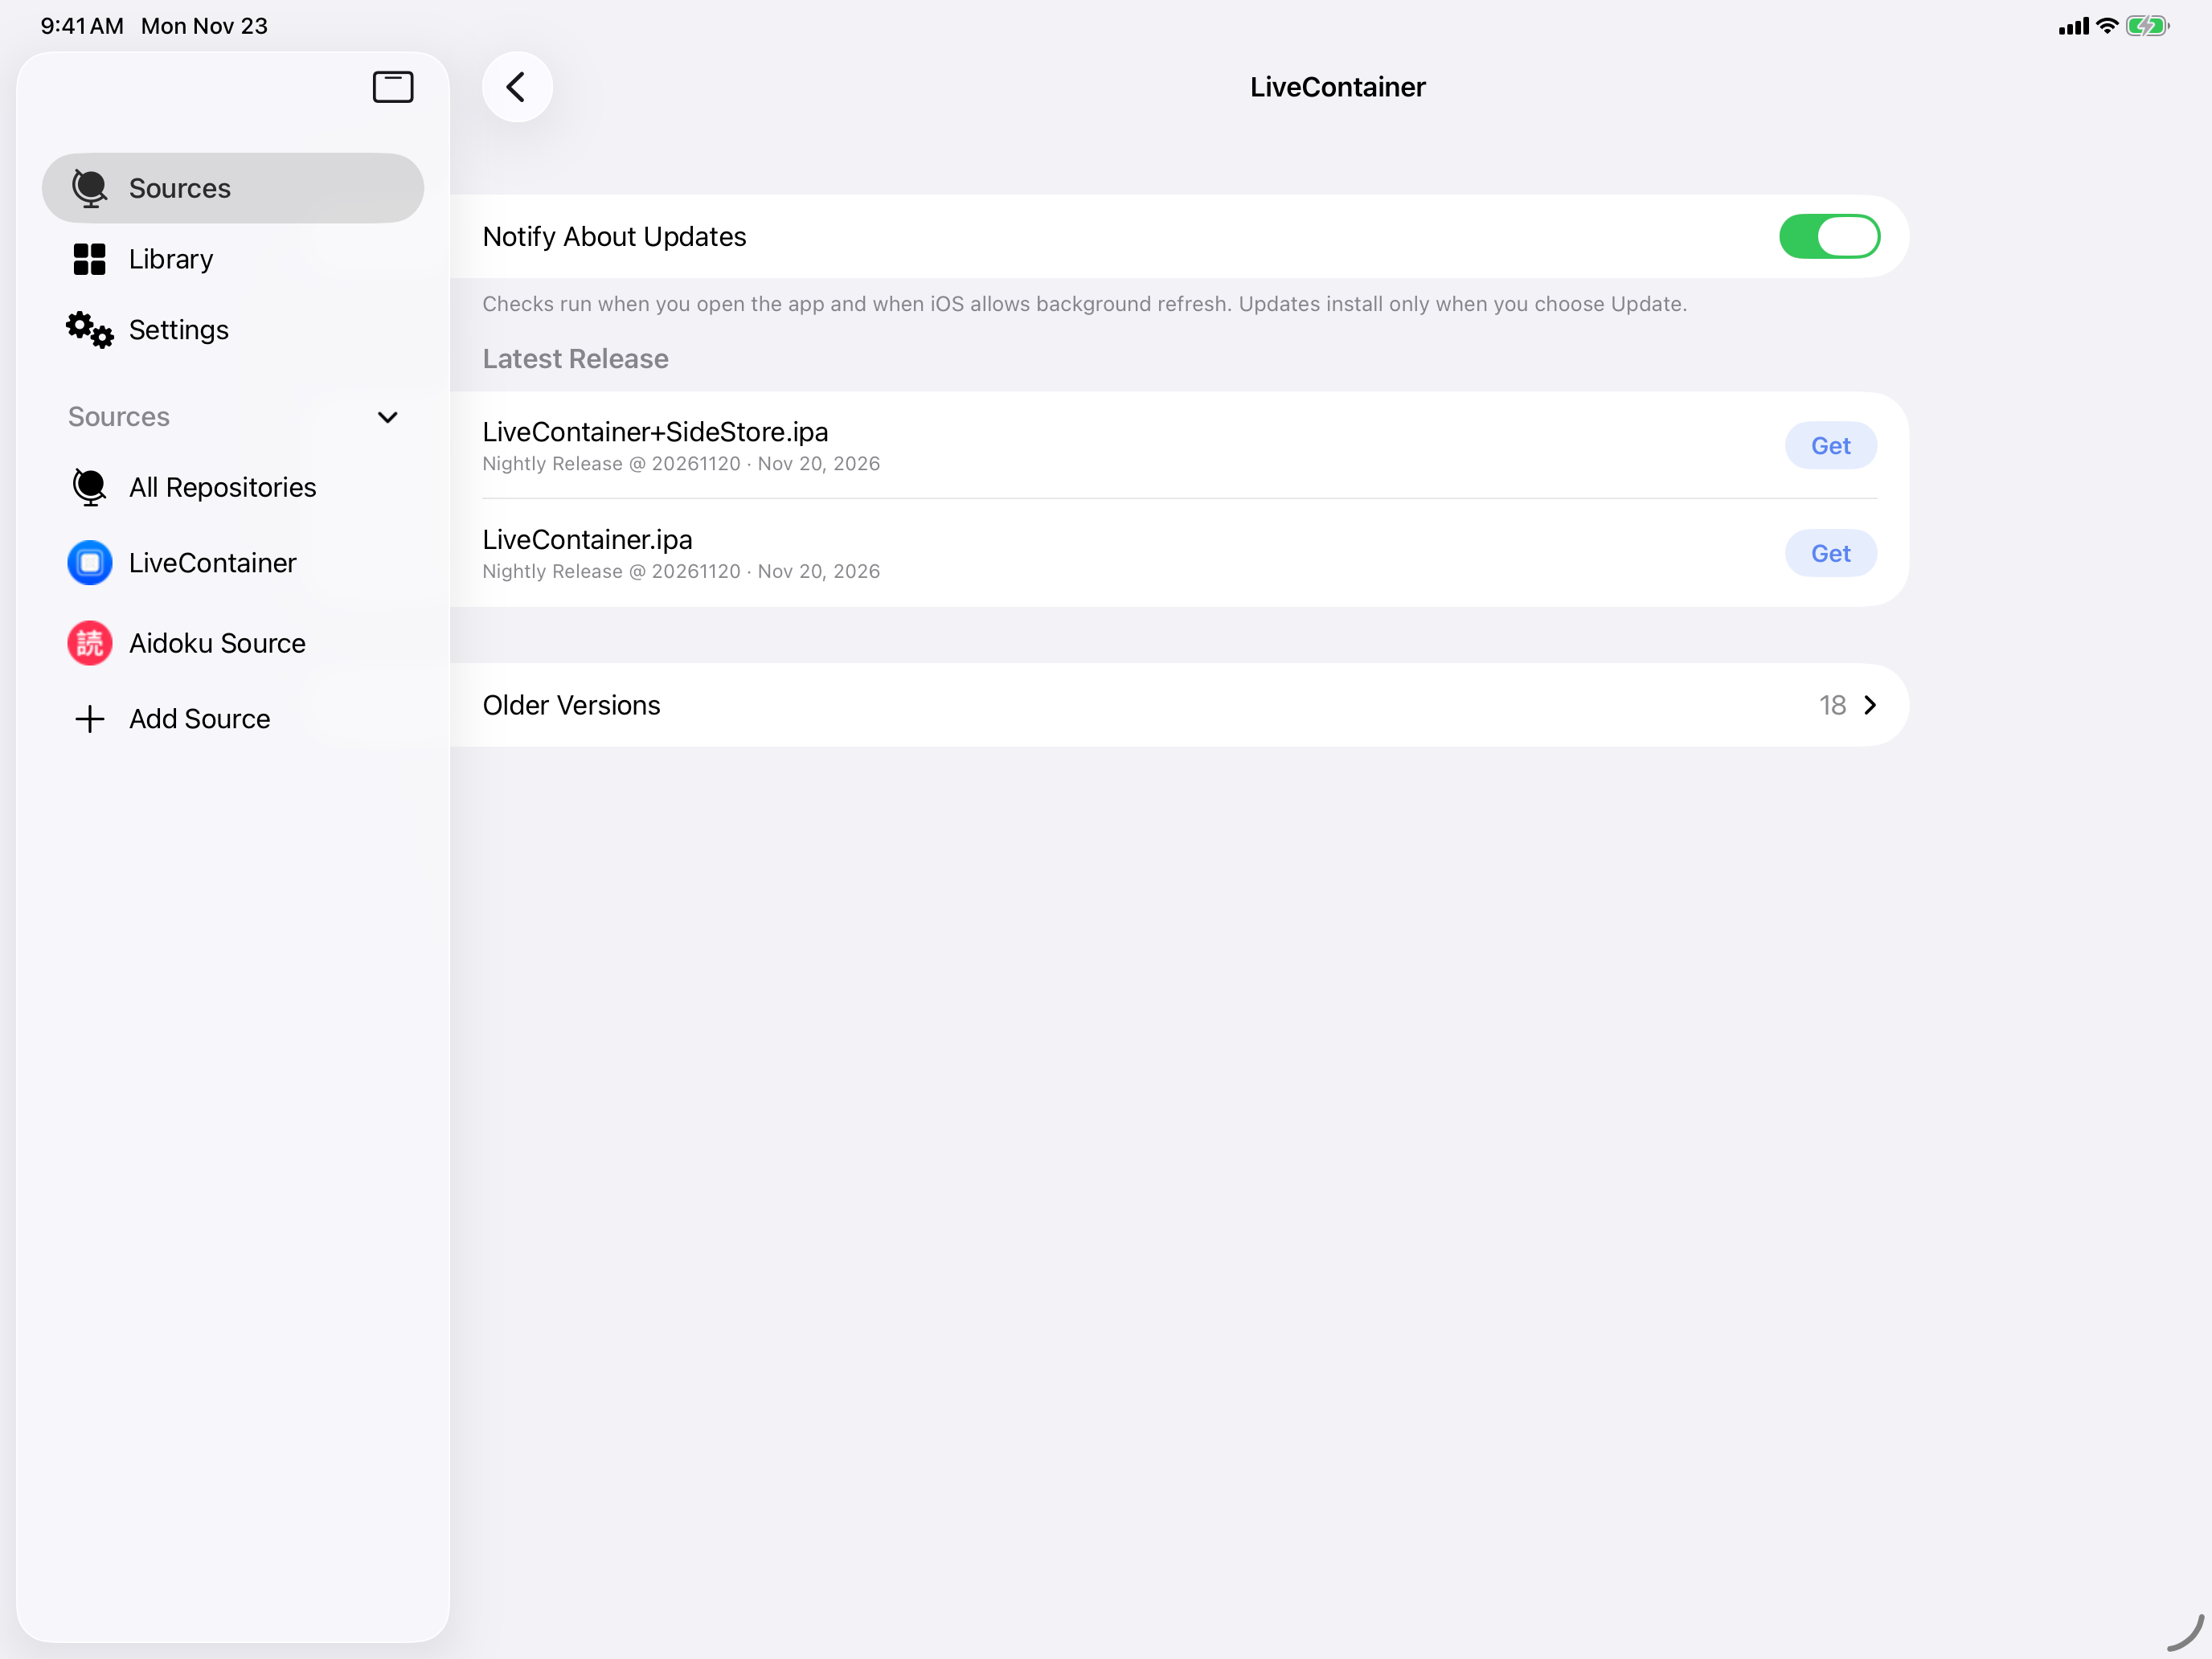 9:41 AM Mon Nov 23
LiveContainer
Sources
Library
Settings
Sources
All Repositories
LiveContainer
読
Aidoku Source
Add Source
Notify About Updates
Checks run when you open the app and when iOS allows background refresh. Updates install only when you choose Update.
Latest Release
LiveContainer+SideStore.ipa
Nightly Release @ 20261120 · Nov 20, 2026
Get
LiveContainer.ipa
Nightly Release @ 20261120 · Nov 20, 2026
Get
Older Versions
18